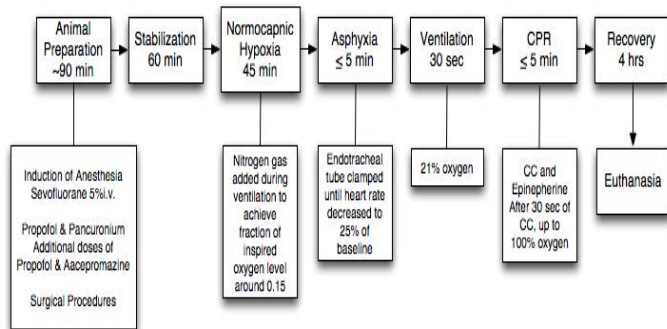 Animal
Preparation
~90 min
Stabilization
60 min
Normocapnic
Hypoxia
45 min
Asphyxia
≤ 5 min
Ventilation
30 sec
CPR
≤ 5 min
Recovery
4 hrs
Induction of Anesthesia
Sevofluorane 5%i.v.
Propofol & Pancuronium
Additional doses of
Propofol & Aacepromazine
Surgical Procedures
Nitrogen gas
added during
ventilation to
achieve
fraction of
inspired
oxygen level
around 0.15
Endotracheal
tube clamped
until heart rate
decreased to
25% of
baseline
21% oxygen
CC and
Epinepherine
After 30 sec of
CC, up to
100% oxygen
Euthanasia